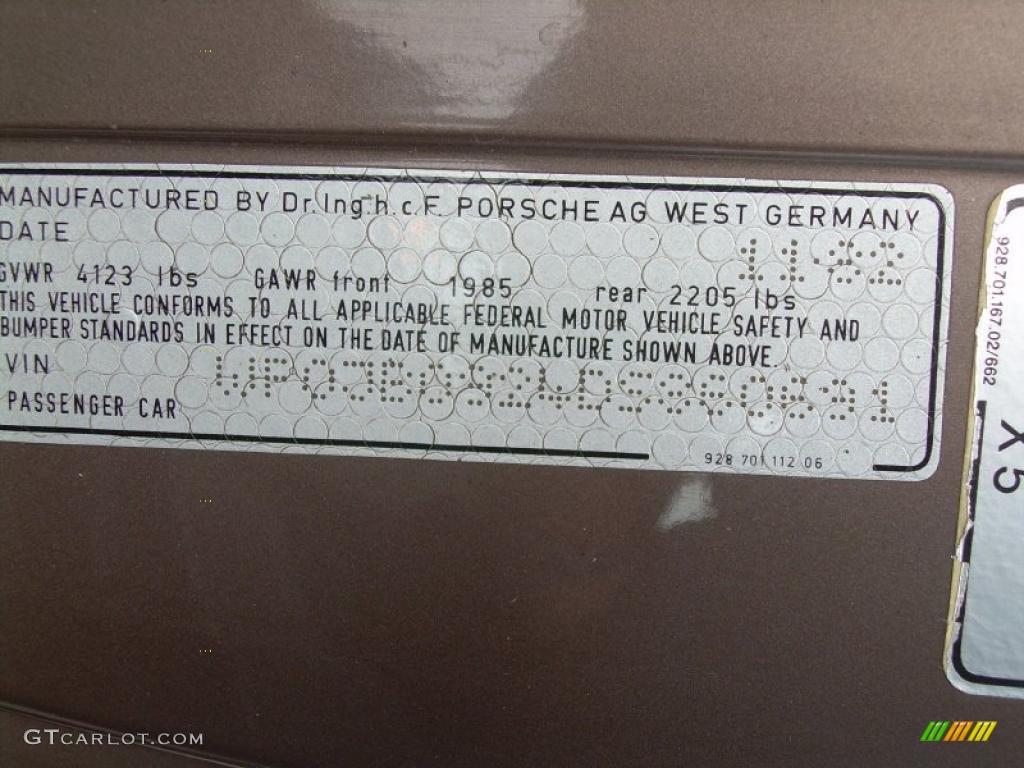 MANUFACTURED BY Dr.Ing.h.c.F. PORSCHE AG WEST GERMANY
DATE
GVWR 4123 lbs GAWR front 1985 rear 2205 lbs
THIS VEHICLE CONFORMS TO ALL APPLICABLE FEDERAL MOTOR VEHICLE SAFETY AND
BUMPER STANDARDS IN EFFECT ON THE DATE OF MANUFACTURE SHOWN ABOVE.
VIN
PASSENGER CAR
928 701 112 06
928.701.167.02/662
X5
GTCARLOT.COM